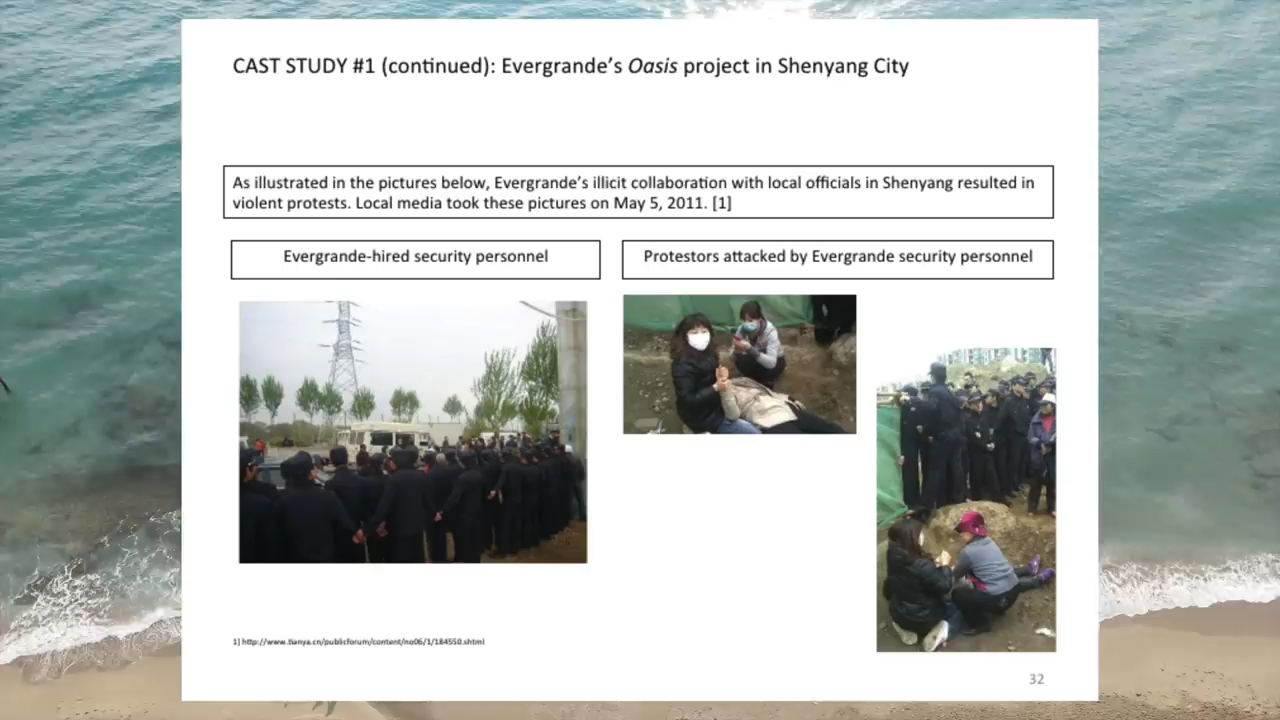 CAST STUDY #1 (continued): Evergrande's Oasis project in Shenyang City
As illustrated in the pictures below, Evergrande's illicit collaboration with local officials in Shenyang resulted in
violent protests. Local media took these pictures on May 5, 2011. [1]
Evergrande-hired security personnel
Protestors attacked by Evergrande security personnel
1] http://www.tianya.cn/publicforum/content/no06/1/184550.shtml
32